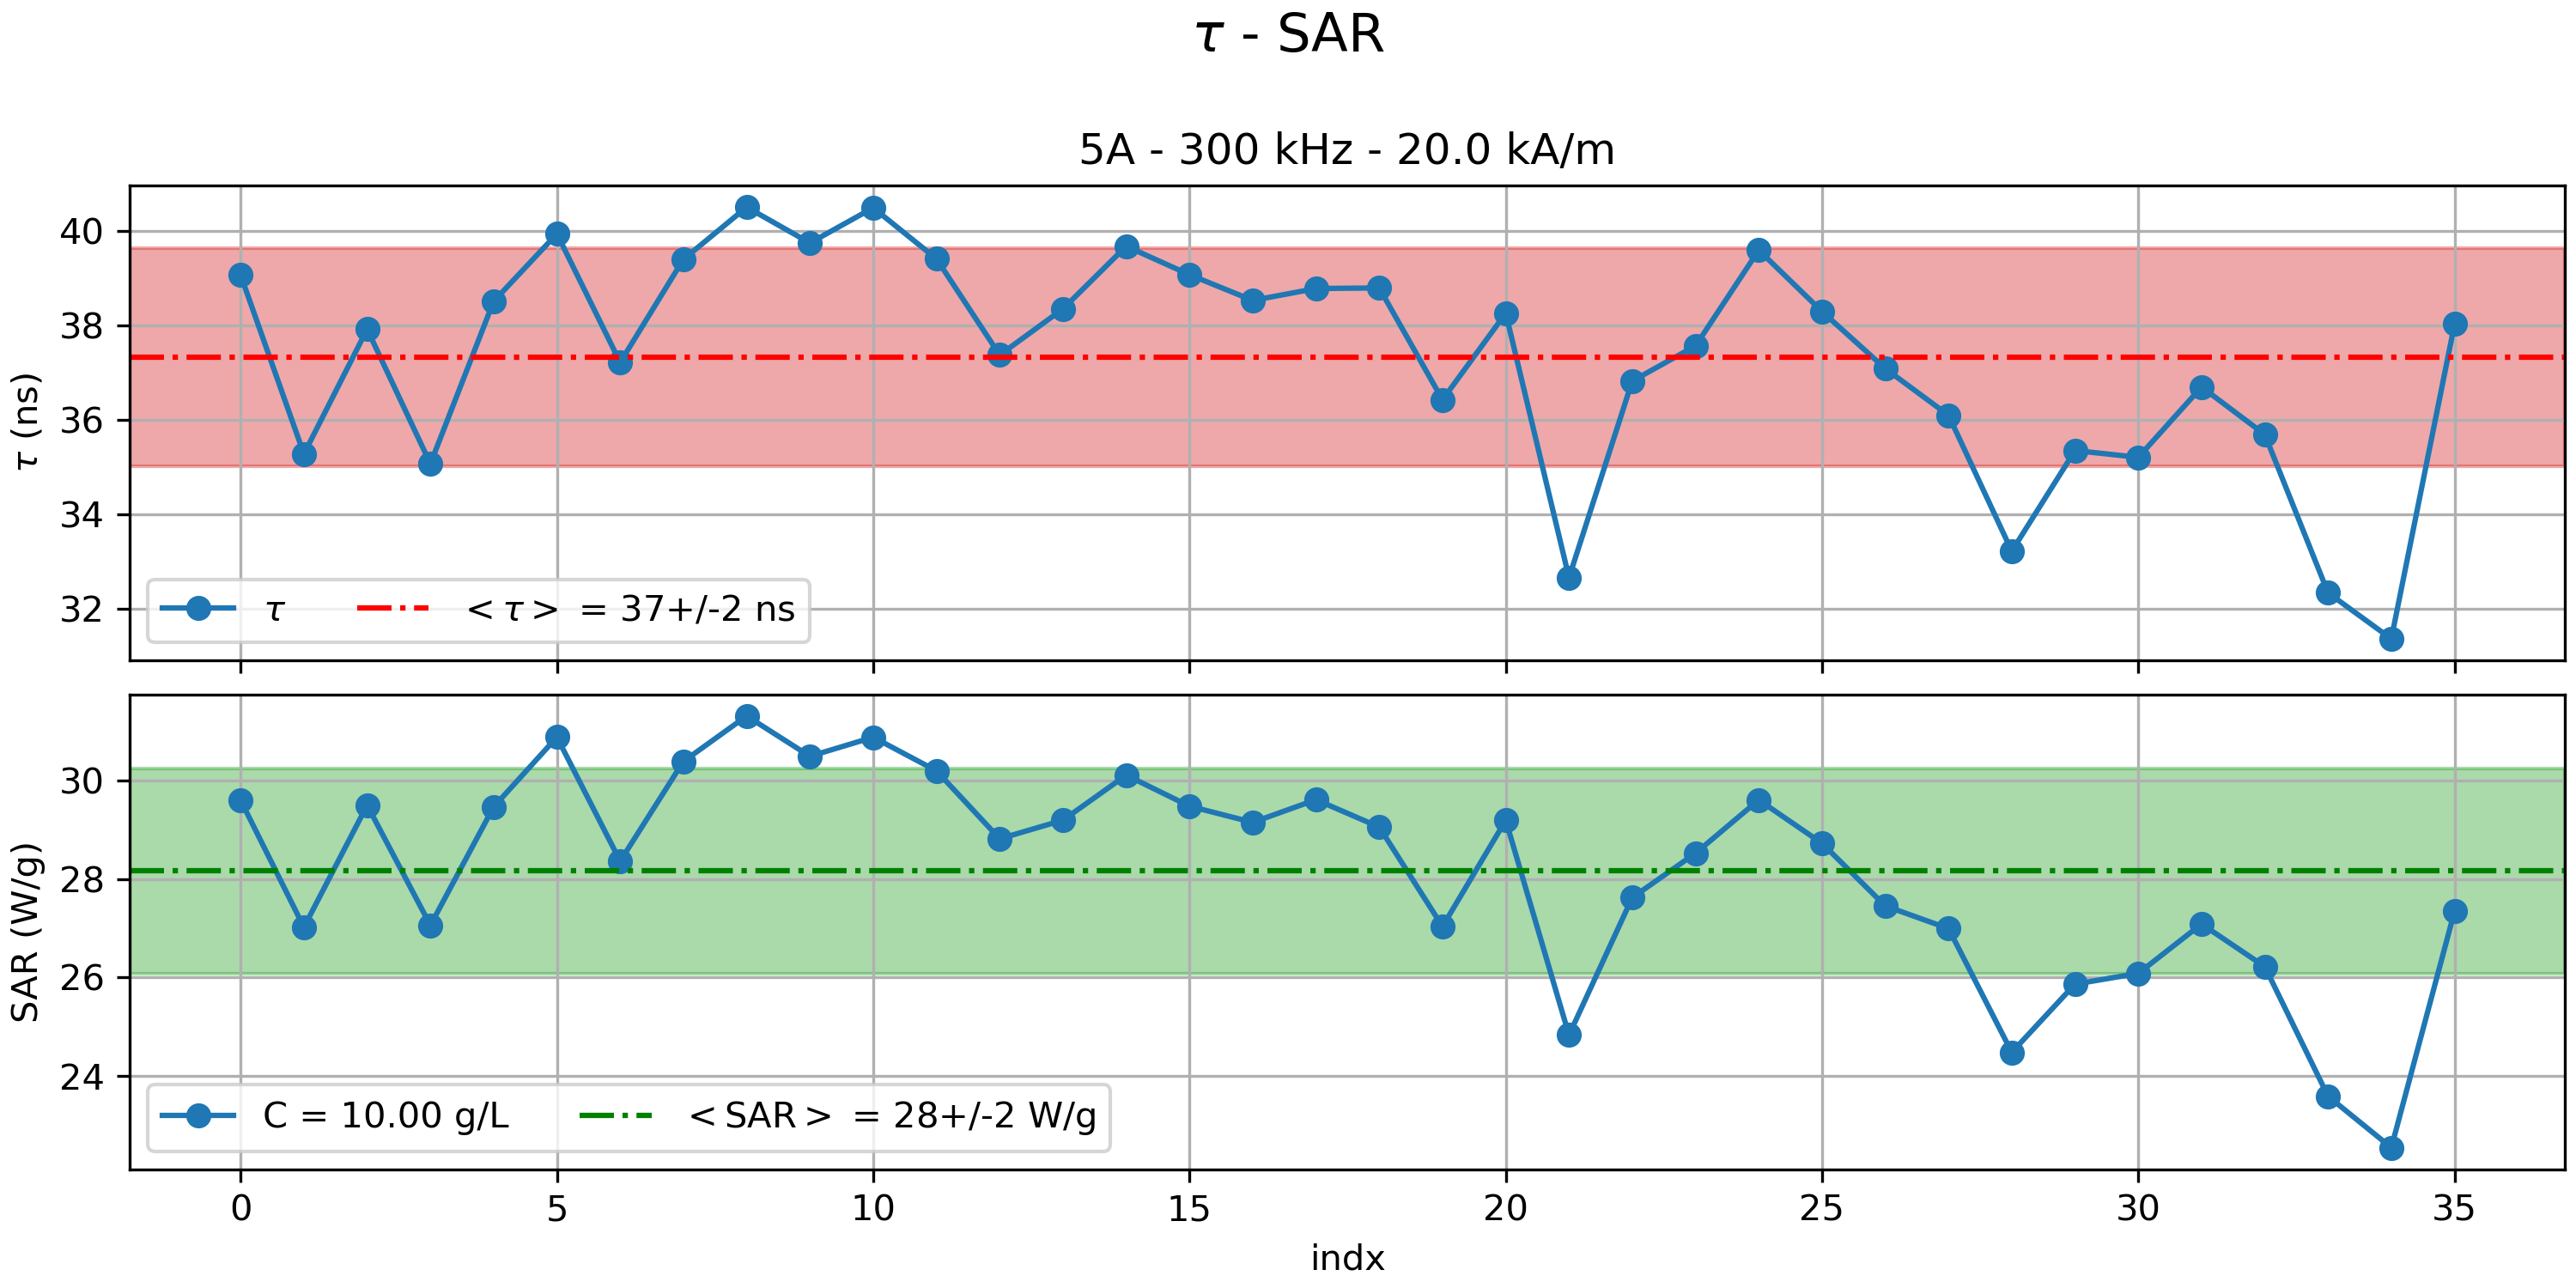 τ - SAR
5A - 300 kHz - 20.0 kA/m
τ (ns)
40
38
36
34
32
τ
<τ> = 37+/-2 ns
SAR (W/g)
30
28
26
24
C = 10.00 g/L
<SAR> = 28+/-2 W/g
0 5 10 15 20 25 30 35
indx